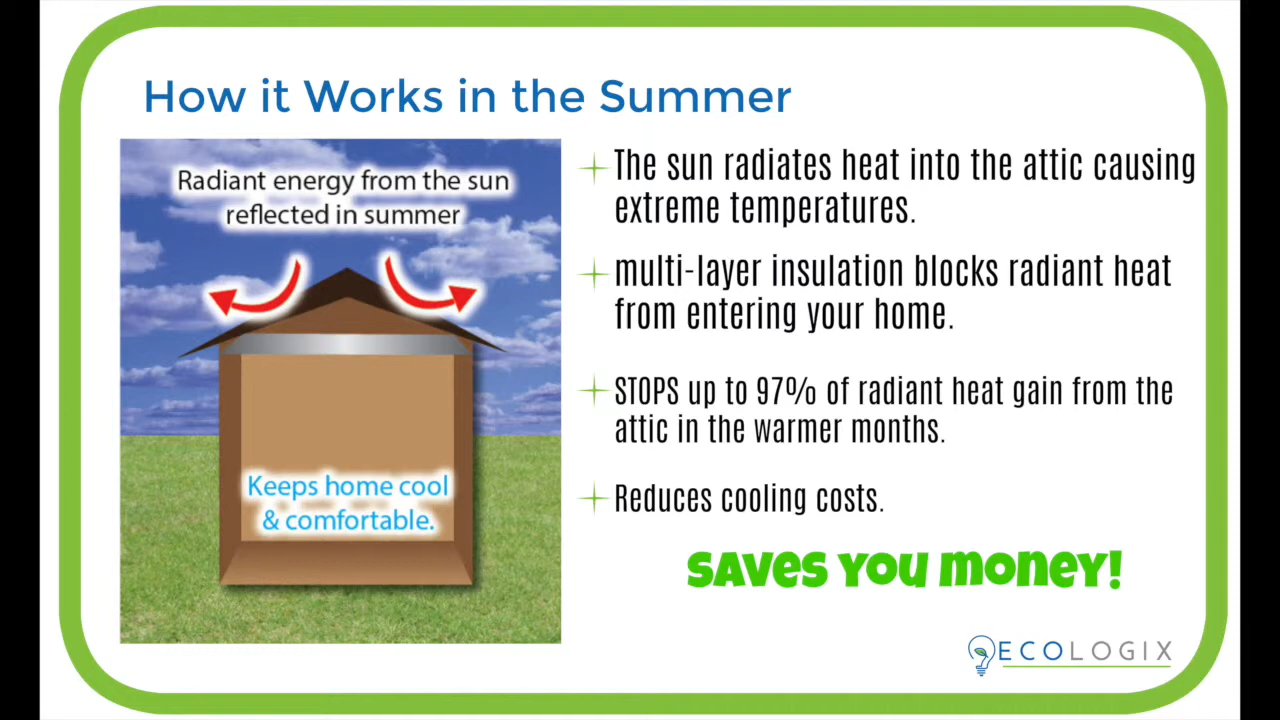 How it Works in the Summer
Radiant energy from the sun
reflected in summer
Keeps home cool
& comfortable.
The sun radiates heat into the attic causing
extreme temperatures.
multi-layer insulation blocks radiant heat
from entering your home.
STOPS up to 97% of radiant heat gain from the
attic in the warmer months.
Reduces cooling costs.
SAVES YOU MONEY!
ECOLOGIX